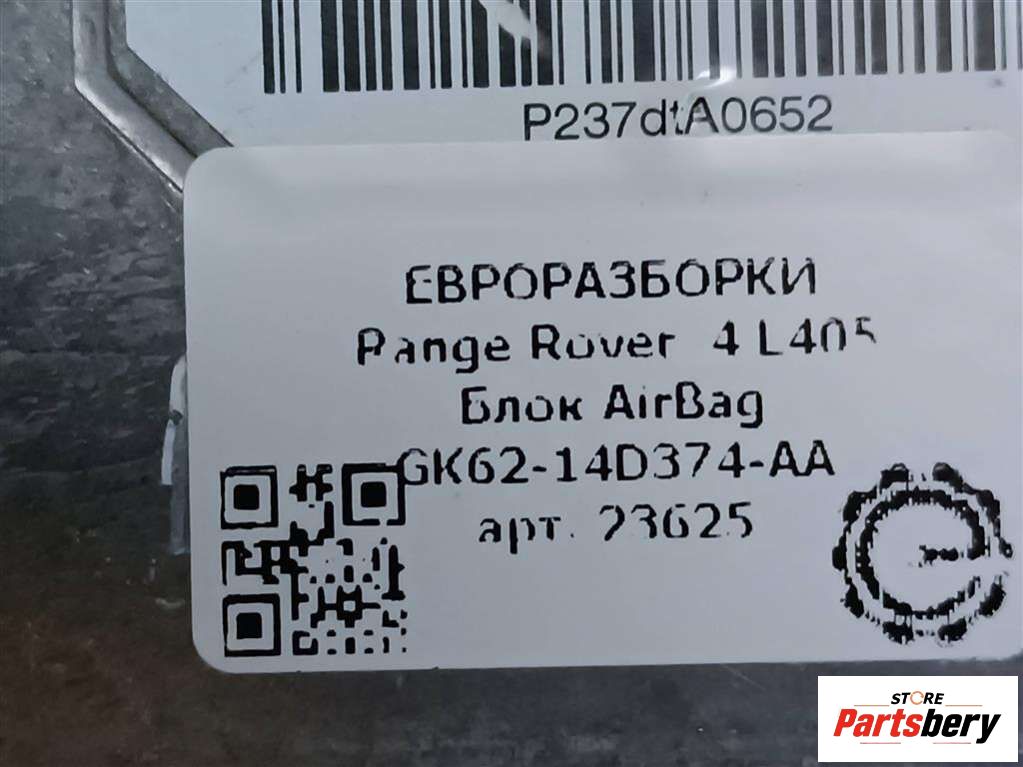 P237dtA0652
ЕВРОРАЗБОРКИ
Range Rover 4 L405
Блок AirBag
GK62-14D374-AA
арт. 23625
STORE
Partsbery